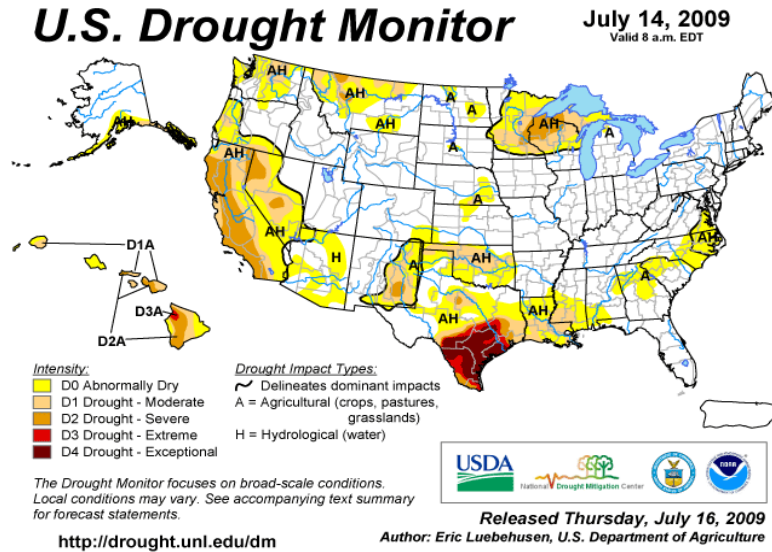 U.S. Drought Monitor
July 14, 2009
Valid 8 a.m. EDT
AH
AH
AH
AH
A
A
A
AH
A
AH
AH
H
A
AH
A
AH
A
AH
AH
AH
D1A
D3A
D2A
Intensity:
D0 Abnormally Dry
D1 Drought - Moderate
D2 Drought - Severe
D3 Drought - Extreme
D4 Drought - Exceptional
Drought Impact Types:
Delineates dominant impacts
A = Agricultural (crops, pastures,
grasslands)
H = Hydrological (water)
The Drought Monitor focuses on broad-scale conditions.
Local conditions may vary. See accompanying text summary
for forecast statements.
http://drought.unl.edu/dm
USDA
National Drought Mitigation Center
NOAA
Released Thursday, July 16, 2009
Author: Eric Luebehusen, U.S. Department of Agriculture